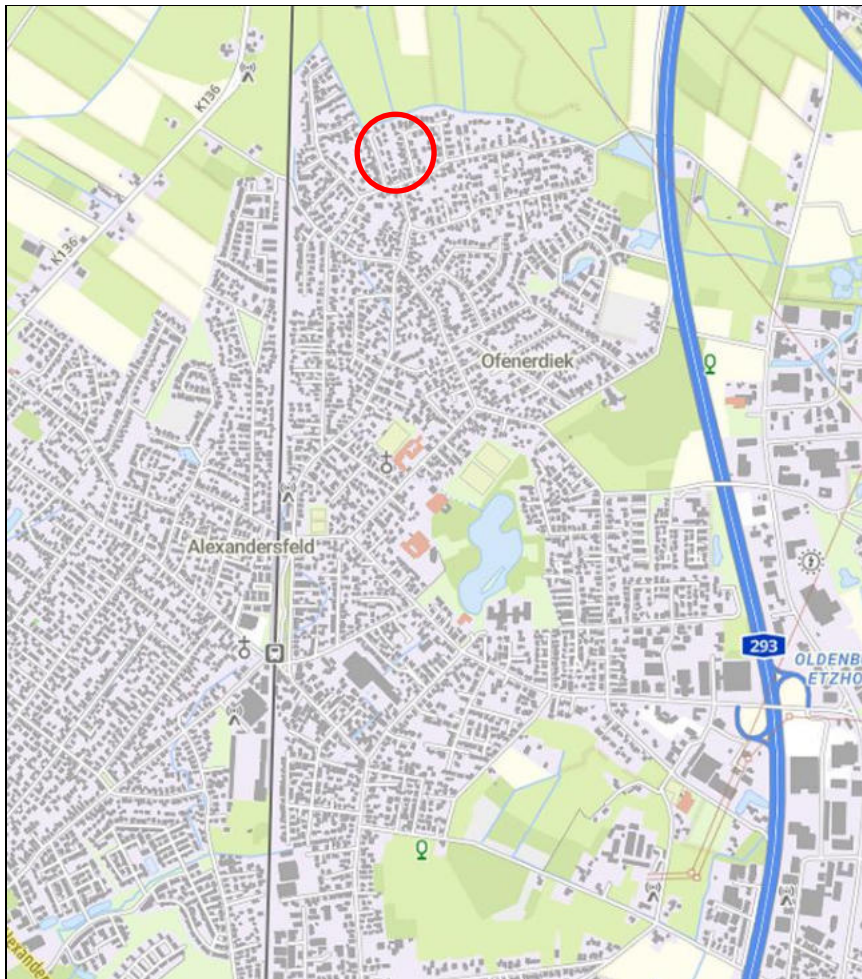 K136
K136
Ofenerdiek
Alexandersfeld
293
OLDENB
ETZHO
Alexander